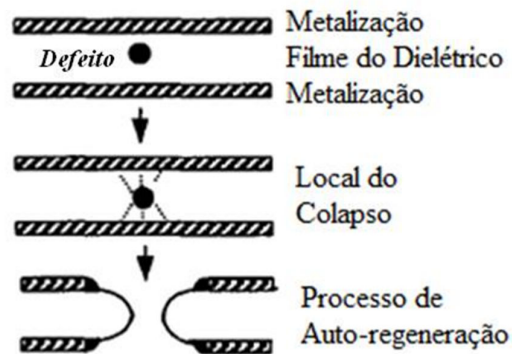 Metalização
Defeito Filme do Dielétrico
Metalização
Local do
Colapso
Processo de
Auto-regeneração